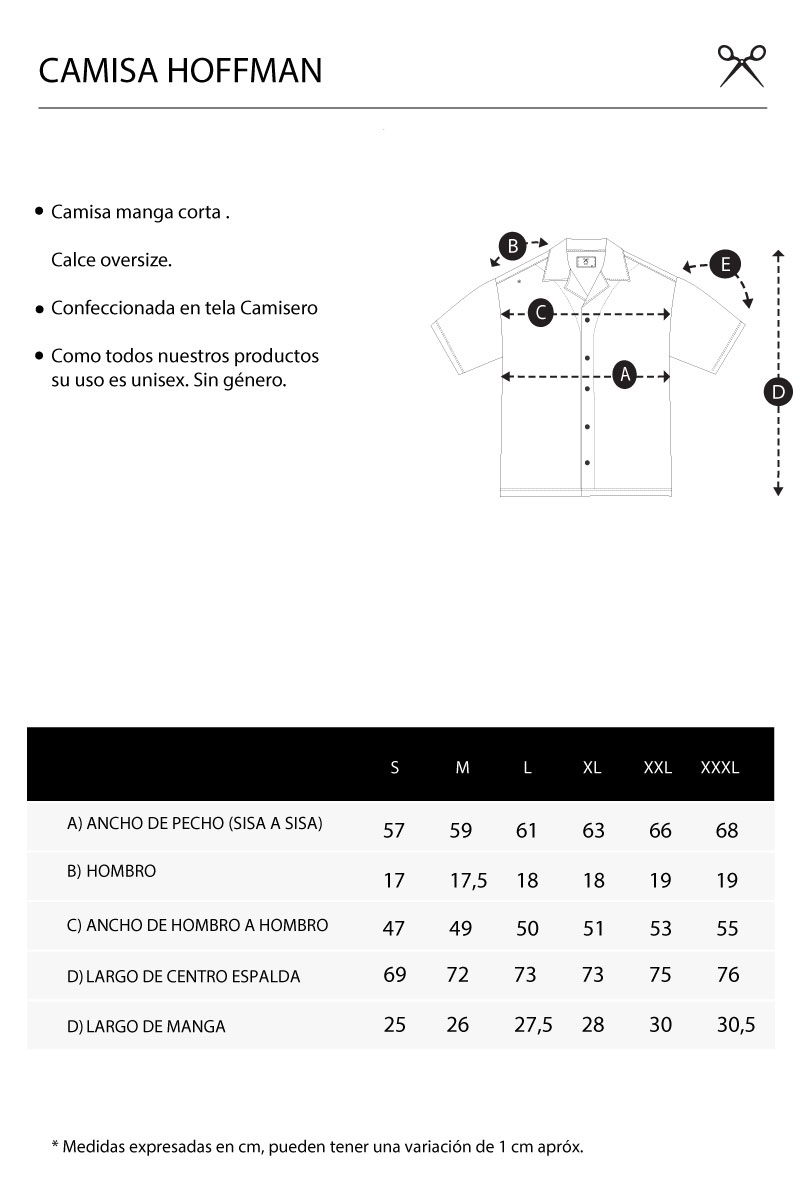 CAMISA HOFFMAN
• Camisa manga corta .
Calce oversize.
• Confeccionada en tela Camisero
• Como todos nuestros productos
su uso es unisex. Sin género.
B
E
C
A
D
S M L XL XXL XXXL
A) ANCHO DE PECHO (SISA A SISA) 57 59 61 63 66 68
B) HOMBRO 17 17,5 18 18 19 19
C) ANCHO DE HOMBRO A HOMBRO 47 49 50 51 53 55
D) LARGO DE CENTRO ESPALDA 69 72 73 73 75 76
D) LARGO DE MANGA 25 26 27,5 28 30 30,5
* Medidas expresadas en cm, pueden tener una variación de 1 cm apróx.